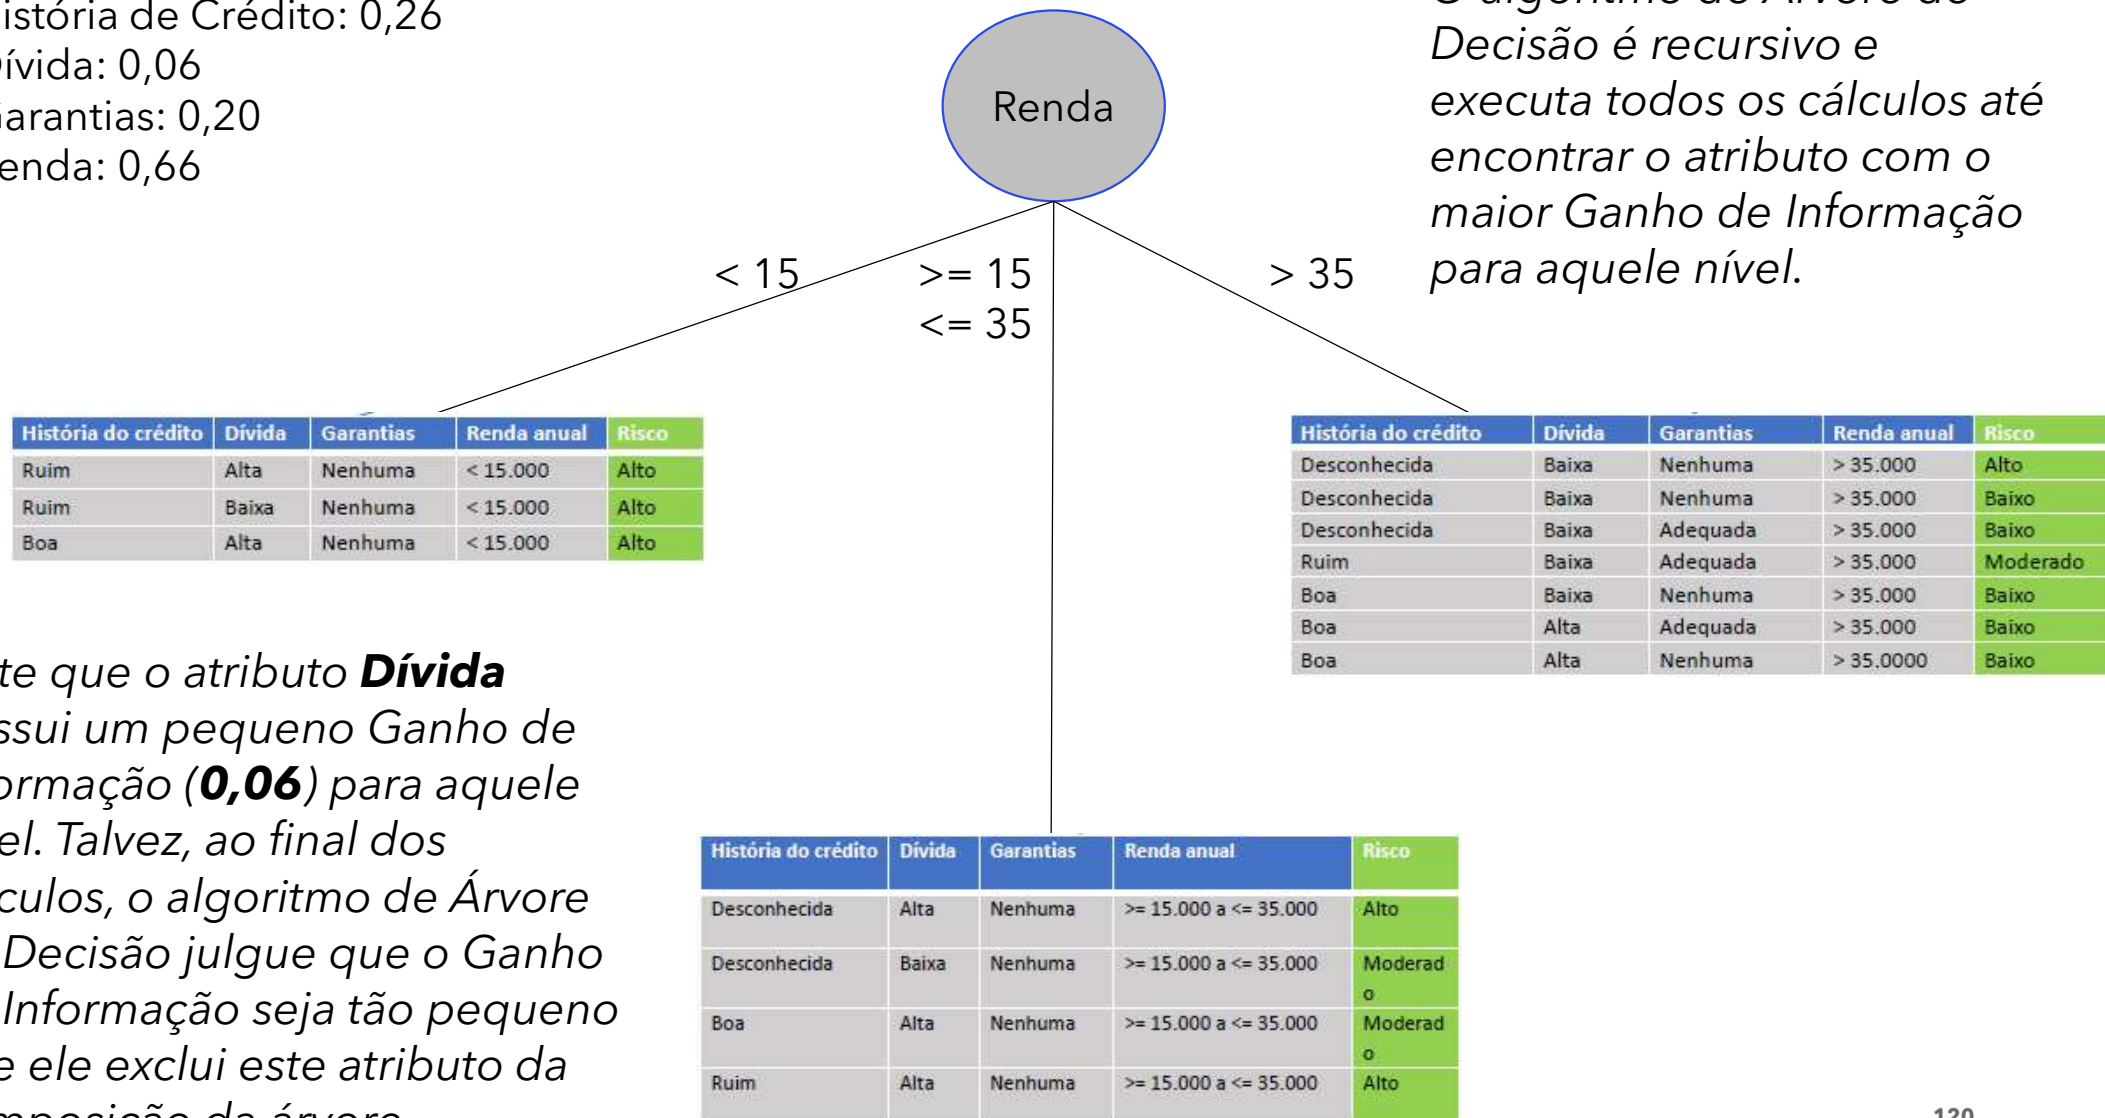 istória de Crédito: 0,26
ívida: 0,06
arantias: 0,20
enda: 0,66
Renda
Decisão é recursivo e
executa todos os cálculos até
encontrar o atributo com o
maior Ganho de Informação
para aquele nível.
< 15
>= 15
<= 35
> 35
História do crédito Dívida Garantias Renda anual Risco
Ruim Alta Nenhuma < 15.000 Alto
Ruim Baixa Nenhuma < 15.000 Alto
Boa Alta Nenhuma < 15.000 Alto
História do crédito Dívida Garantias Renda anual Risco
Desconhecida Baixa Nenhuma > 35.000 Alto
Desconhecida Baixa Nenhuma > 35.000 Baixo
Desconhecida Baixa Adequada > 35.000 Baixo
Ruim Baixa Adequada > 35.000 Moderado
Boa Baixa Nenhuma > 35.000 Baixo
Boa Alta Adequada > 35.000 Baixo
Boa Alta Nenhuma > 35.0000 Baixo
te que o atributo Dívida
ssui um pequeno Ganho de
ormação (0,06) para aquele
el. Talvez, ao final dos
culos, o algoritmo de Árvore
Decisão julgue que o Ganho
Informação seja tão pequeno
e ele exclui este atributo da
mposição da árvore
História do crédito Dívida Garantias Renda anual Risco
Desconhecida Alta Nenhuma >= 15.000 a <= 35.000 Alto
Desconhecida Baixa Nenhuma >= 15.000 a <= 35.000 Moderad
o
Boa Alta Nenhuma >= 15.000 a <= 35.000 Moderad
o
Ruim Alta Nenhuma >= 15.000 a <= 35.000 Alto
120